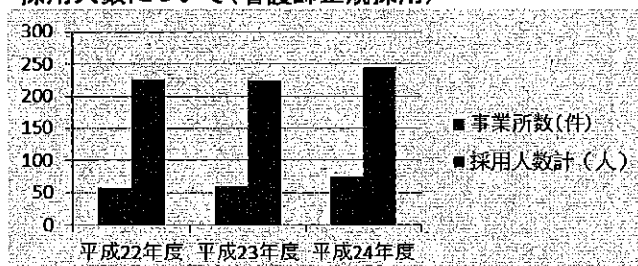 採用人数について(看護師正規採用)
300
250
200
150
100
50
0
平成22年度 平成23年度 平成24年度
■事業所数(件)
■採用人数計(人)